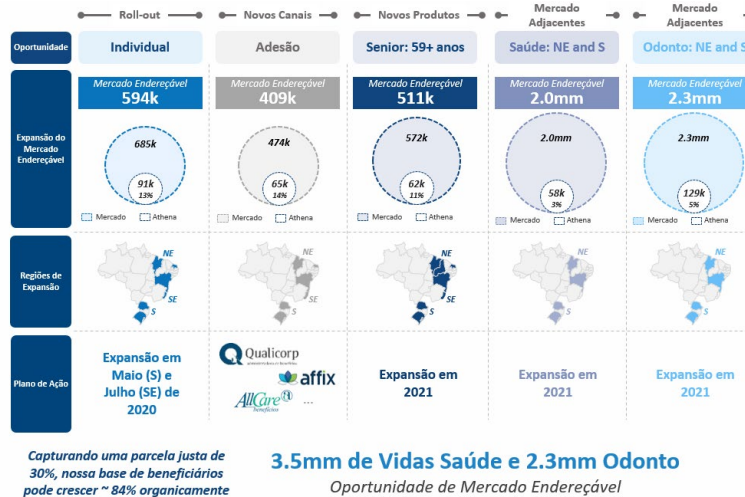 Roll-out
Novos Canais
Novos Produtos
Mercado
Adjacentes
Mercado
Adjacentes
Oportunidade
Individual
Adesão
Senior: 59+ anos
Saúde: NE and S
Odonto: NE and S
Expansão do
Mercado
Endereçável
Mercado Endereçável
594k
Mercado Endereçável
409k
Mercado Endereçável
511k
Mercado Endereçável
2.0mm
Mercado Endereçável
2.3mm
685k
91k
13%
474k
65k
14%
572k
62k
11%
2.0mm
58k
3%
2.3mm
129k
5%
Mercado Athena
Mercado Athena
Mercado Athena
Mercado Athena
Mercado Athena
Regiões de
Expansão
NE
SE
S
NE
SE
S
NE
SE
S
NE
S
NE
S
Plano de Ação
Expansão em
Maio (S) e
Julho (SE) de
2020
Qualicorp
affix
AllCare
benefícios
...
Expansão em
2021
Expansão em
2021
Expansão em
2021
Capturando uma parcela justa de
30%, nossa base de beneficiários
pode crescer ~ 84% organicamente
3.5mm de Vidas Saúde e 2.3mm Odonto
Oportunidade de Mercado Endereçável